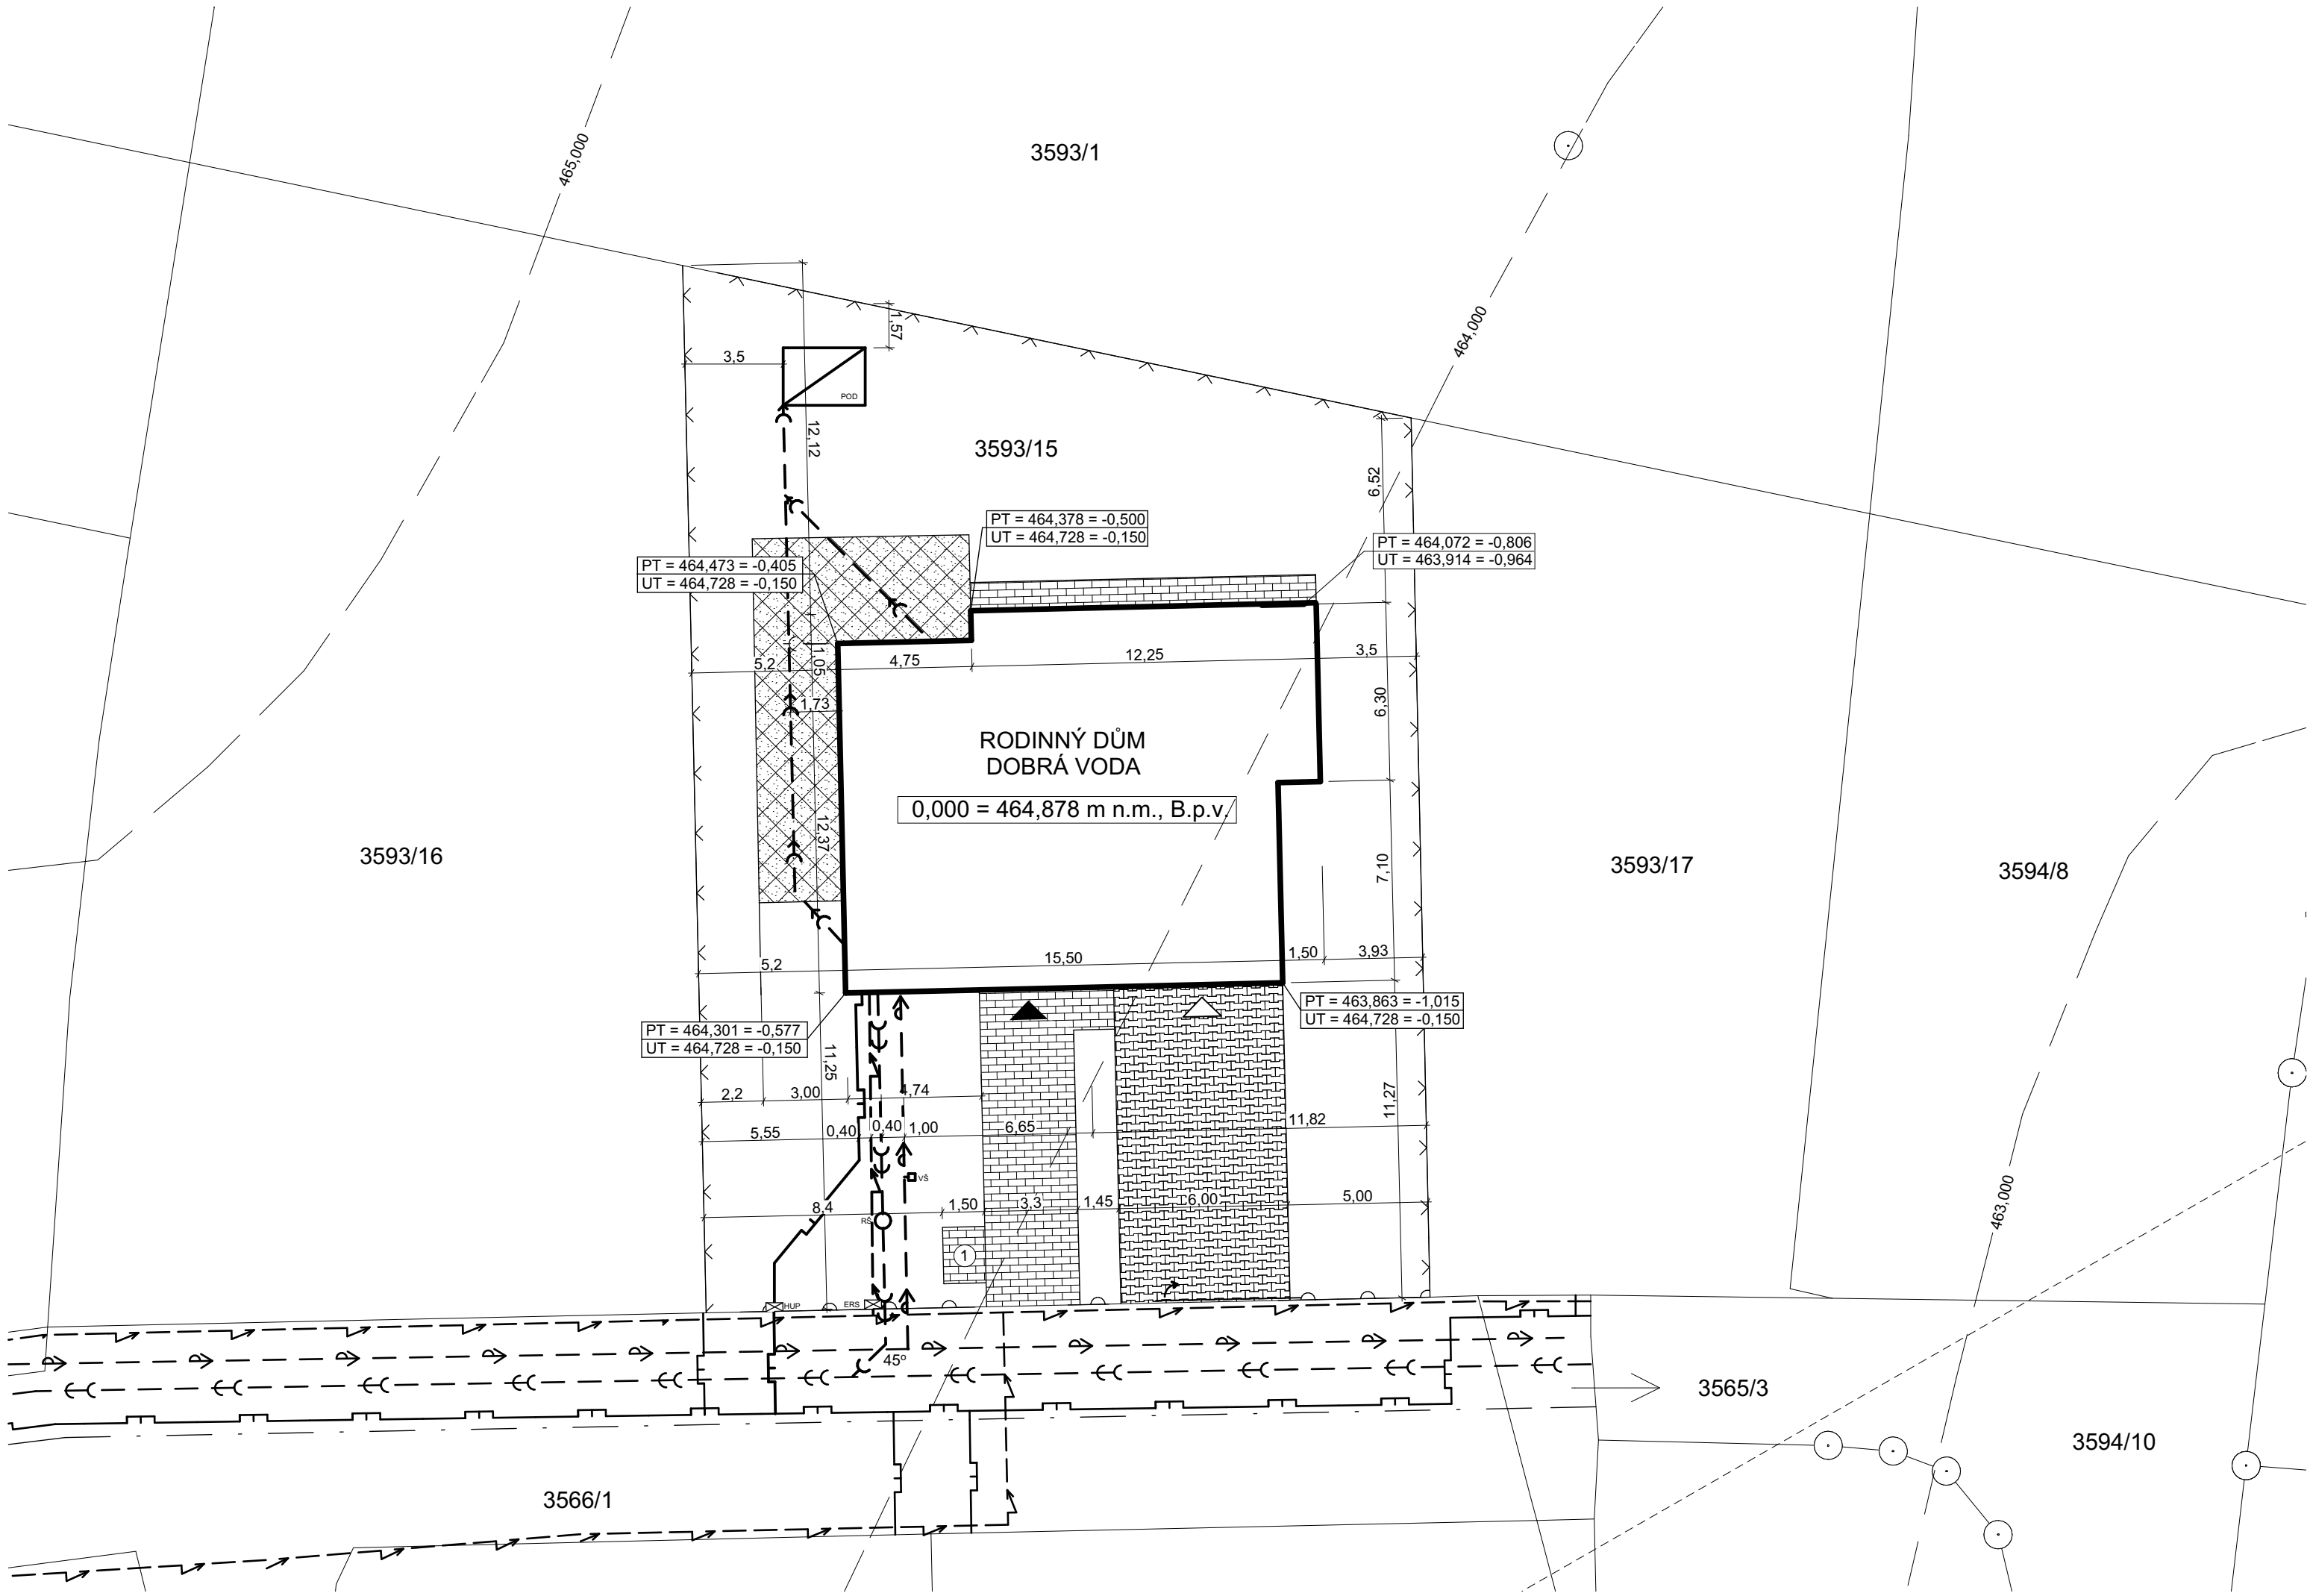 465,000
3593/1
464,000
1,57
3,5
POD
12,12
3593/15
6,52
PT = 464,378 = -0,500
UT = 464,728 = -0,150
PT = 464,072 = -0,806
UT = 463,914 = -0,964
PT = 464,473 = -0,405
UT = 464,728 = -0,150
5,2
1,05
4,75
12,25
3,5
1,73
6,30
RODINNÝ DŮM
DOBRÁ VODA
0,000 = 464,878 m n.m., B.p.v.
12,37
3593/16
3593/17
3594/8
7,10
5,2
15,50
1,50
3,93
PT = 463,863 = -1,015
UT = 464,728 = -0,150
PT = 464,301 = -0,577
UT = 464,728 = -0,150
11,25
2,2
3,00
4,74
11,27
5,55
0,40
0,40
1,00
6,65
11,82
VŠ
8,4
1,50
3,3
1,45
6,00
5,00
RŠ
463,000
1
HUP
ERS
45º
3565/3
3594/10
3566/1